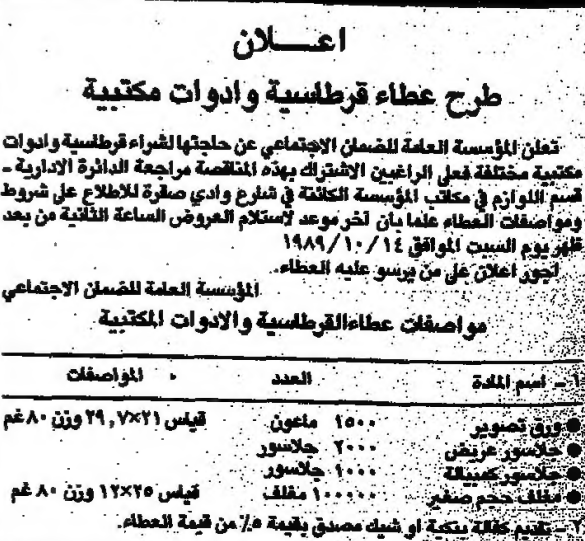 اعــــلان
طرح عطاء قرطاسية وادوات مكتبية
تعلن المؤسسة العامة للضمان الاجتماعي عن حاجتها لشراء قرطاسية وادوات
مكتبية مختلفة فعلى الراغبين الاشتراك بهذه المناقصة مراجعة الدائرة الادارية -
قسم اللوازم في مكاتب المؤسسة الكائنة في شارع وادي صقرة للاطلاع على شروط
ومواصفات العطاء علما بان آخر موعد لاستلام العروض الساعة الثانية من بعد
ظهر يوم السبت الموافق ١٤/١٠/١٩٨٩
اجور اعلان على من يرسو عليه العطاء.
المؤسسة العامة للضمان الاجتماعي
مواصفات عطاء القرطاسية والادوات المكتبية
١ - اسم المادة العدد المواصفات
● ورق تصوير ٢٥٠٠ ماعون قياس ٢١×٢٩,٧ وزن ٨٠ غم
● جلاسور عريض ٢٠٠٠ جلاسور
● جلاسور كمبيالة ١٠٠٠ جلاسور
● مغلف حجم صغير ١٠٠٠٠٠ مغلف قياس ٢٥×١٢ وزن ٨٠ غم
٢ - تقديم كفالة بنكية او شيك مصدق بقيمة ٥٪ من قيمة العطاء.